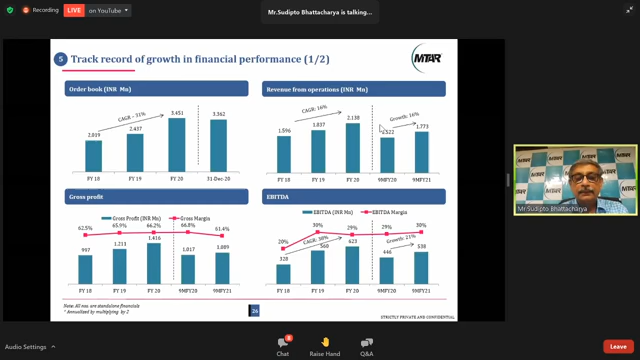 Recording
LIVE on YouTube
Mr.Sudipto Bhattacharya is talking...
5 Track record of growth in financial performance (1/2)
MTAR
Order book (INR Mn)
CAGR – 31%
2,019 2,437 3,451 3,362
FY 18 FY 19 FY 20 31-Dec-20
Revenue from operations (INR Mn)
CAGR: 16%
Growth: 16%
1,596 1,837 2,138 1,773
FY 18 FY 19 FY 20 9MFY20 9MFY21
Gross profit
Gross Profit (INR Mn) Gross Margin
62.5% 65.9% 66.2% 66.8% 61.4%
997 1,211 1,416 1,017 1,089
FY 18 FY 19 FY 20 9MFY20 9MFY21
EBITDA
EBITDA (INR Mn) EBITDA Margin
20% 30% 29% 29% 30%
CAGR: 38%
Growth: 21%
328 560 623 446 538
FY 18 FY 19 FY 20 9MFY20 9MFY21
Note: All nos. are standalone financials
* Annualized by multiplying by 2
26
STRICTLY PRIVATE AND CONFIDENTIAL
Mr.Sudipto Bhattacharya
Audio Settings
8
Chat
Raise Hand
Q&A
Leave